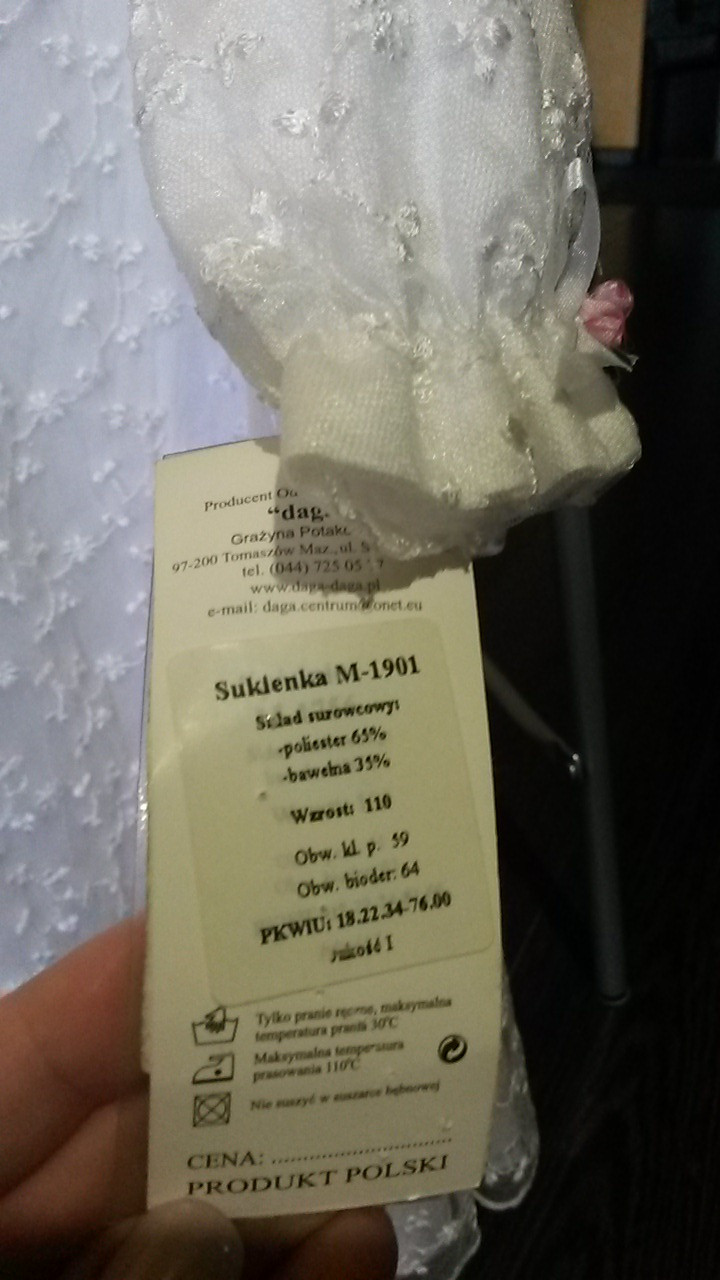 Producent
“dag
Grażyna
97-200 Tomaszów Maz., ul. S
tel. (044) 725 05
www.daga-daga.pl
e-mail: daga.centrum@onet.eu
Sukienka M-1901
Skład surowcowy:
-poliester 65%
-bawełna 35%
Wzrost: 110
Obw. kl. p. 59
Obw. bioder: 64
PKWIU: 18.22.34-76.00
Jakość I
Tylko pranie ręczne, maksymalna
temperatura prania 30°C
Maksymalna temperatura
prasowania 110°C
Nie suszyć w suszarce bębnowej
CENA: ..............................
PRODUKT POLSKI